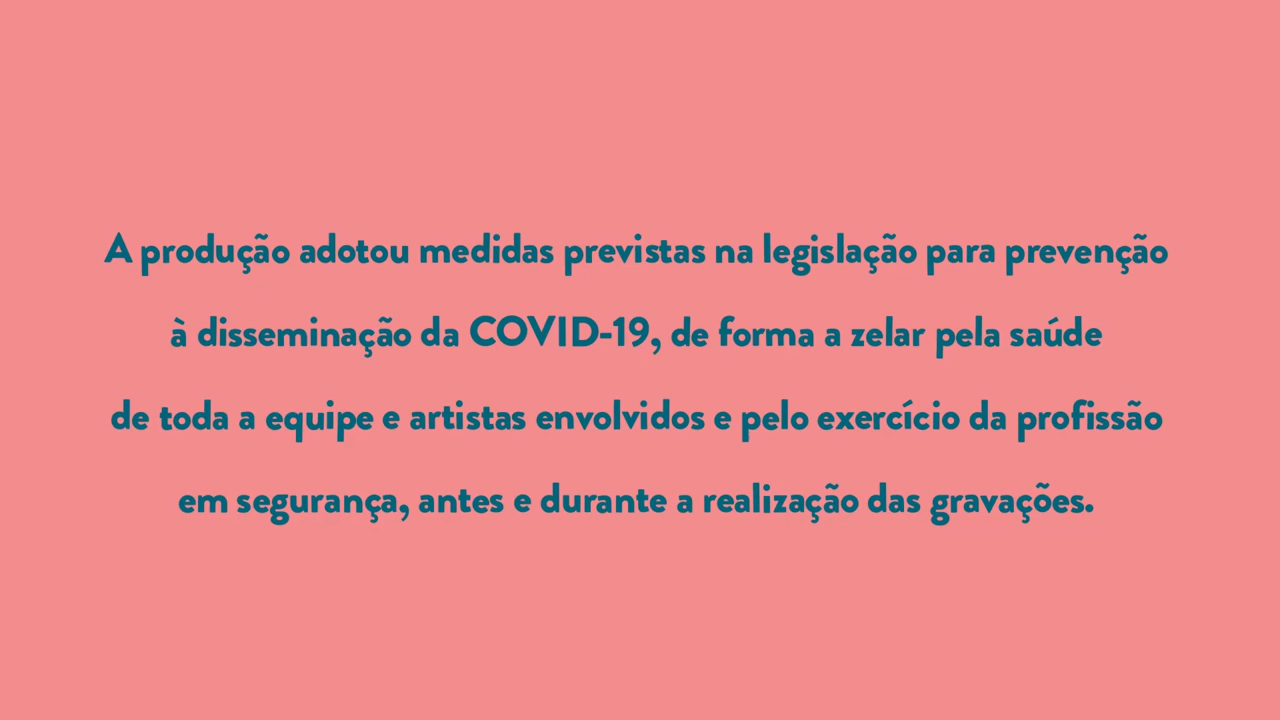 A produção adotou medidas previstas na legislação para prevenção
à disseminação da COVID-19, de forma a zelar pela saúde
de toda a equipe e artistas envolvidos e pelo exercício da profissão
em segurança, antes e durante a realização das gravações.